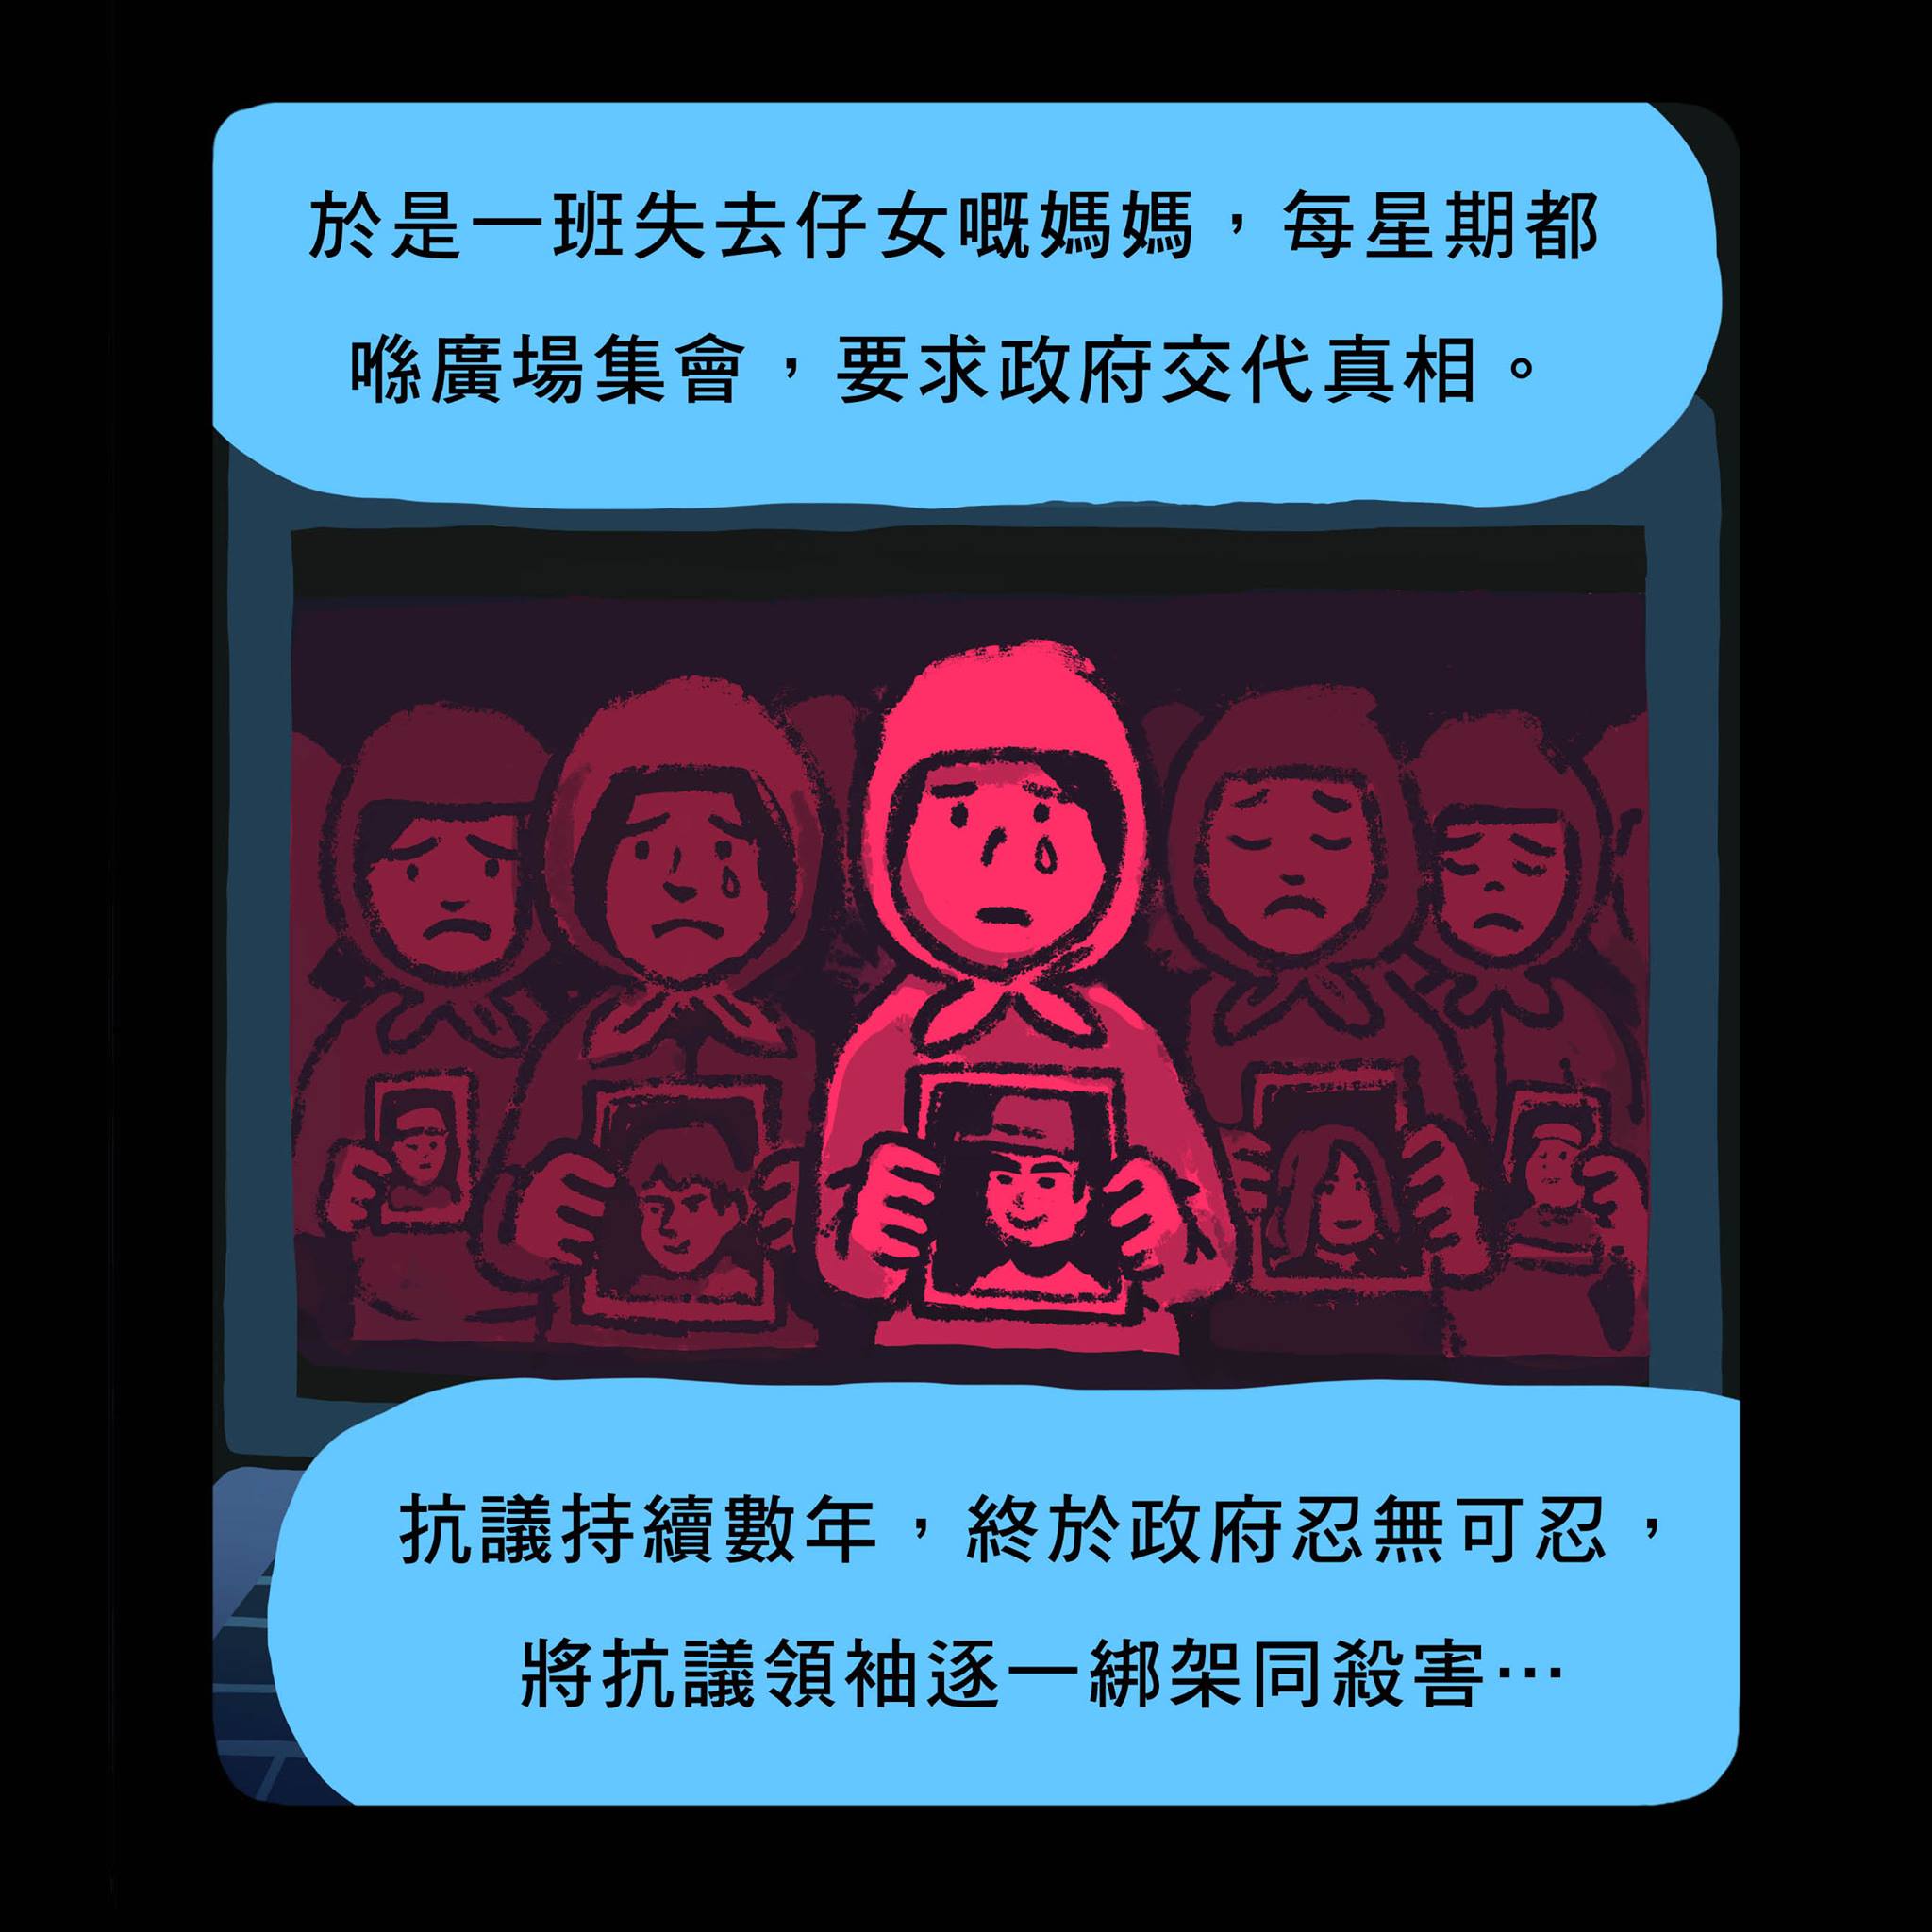 於是一班失去仔女嘅媽媽，每星期都
喺廣場集會，要求政府交代真相。
抗議持續數年，終於政府忍無可忍，
將抗議領袖逐一綁架同殺害⋯